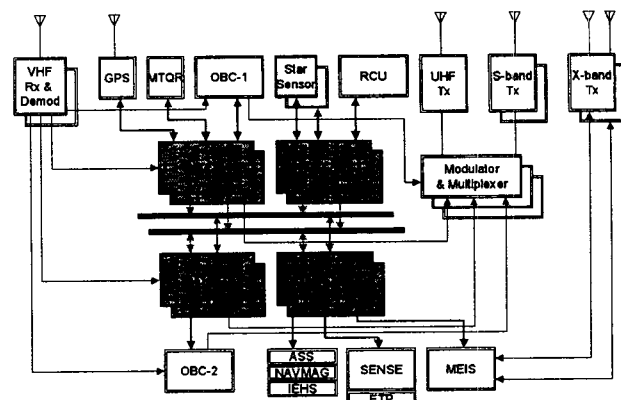 VHF
Rx &
Demod
GPS
MTQR
OBC-1
Star
Sensor
RCU
UHF
Tx
S-band
Tx
X-band
Tx
Modulator
& Multiplexer
OBC-2
ASS
NAVMAG
IEHS
SENSE
MEIS